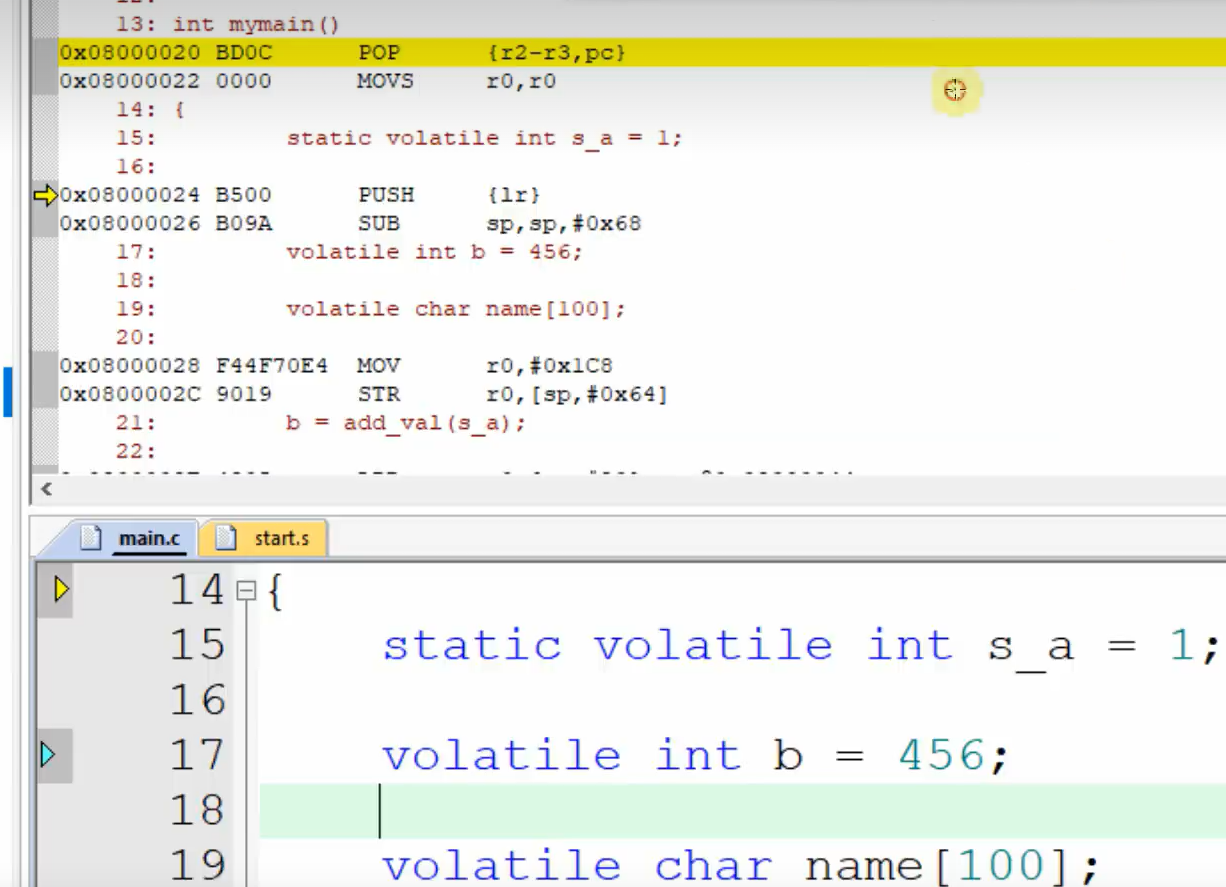 13: int mymain()
0x08000020 BD0C POP {r2-r3,pc}
0x08000022 0000 MOVS r0,r0
14: {
15: static volatile int s_a = 1;
16:
0x08000024 B500 PUSH {lr}
0x08000026 B09A SUB sp,sp,#0x68
17: volatile int b = 456;
18:
19: volatile char name[100];
20:
0x08000028 F44F70E4 MOV r0,#0x1C8
0x0800002C 9019 STR r0,[sp,#0x64]
21: b = add_val(s_a);
22:
main.c start.s
14 {
15 static volatile int s_a = 1;
16
17 volatile int b = 456;
18
19 volatile char name[100];